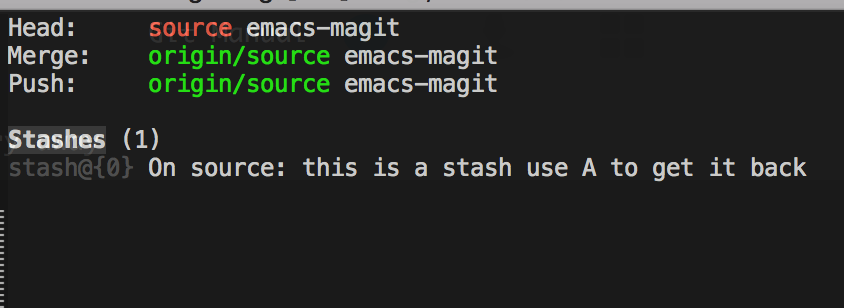 Head: source emacs-magit
Merge: origin/source emacs-magit
Push: origin/source emacs-magit
Stashes (1)
stash@{0} On source: this is a stash use A to get it back